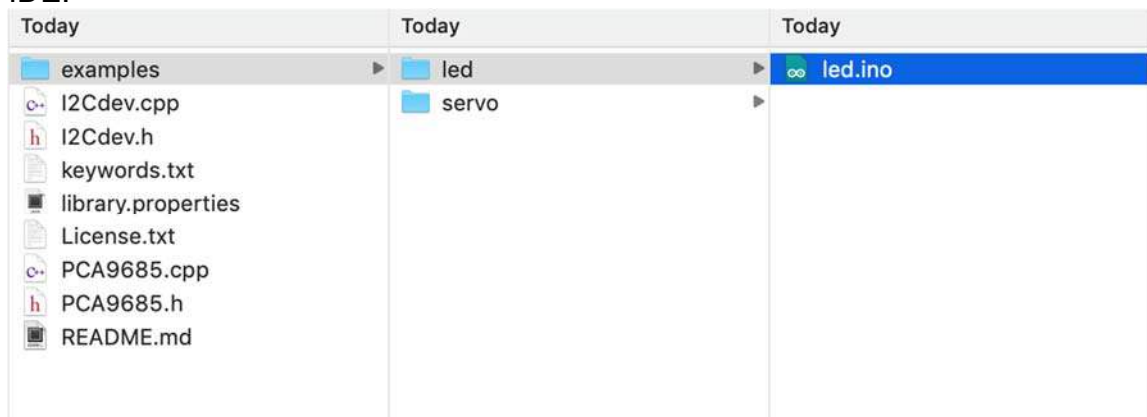 IDE.
Today Today Today
examples led led.ino
I2Cdev.cpp servo
I2Cdev.h
keywords.txt
library.properties
License.txt
PCA9685.cpp
PCA9685.h
README.md